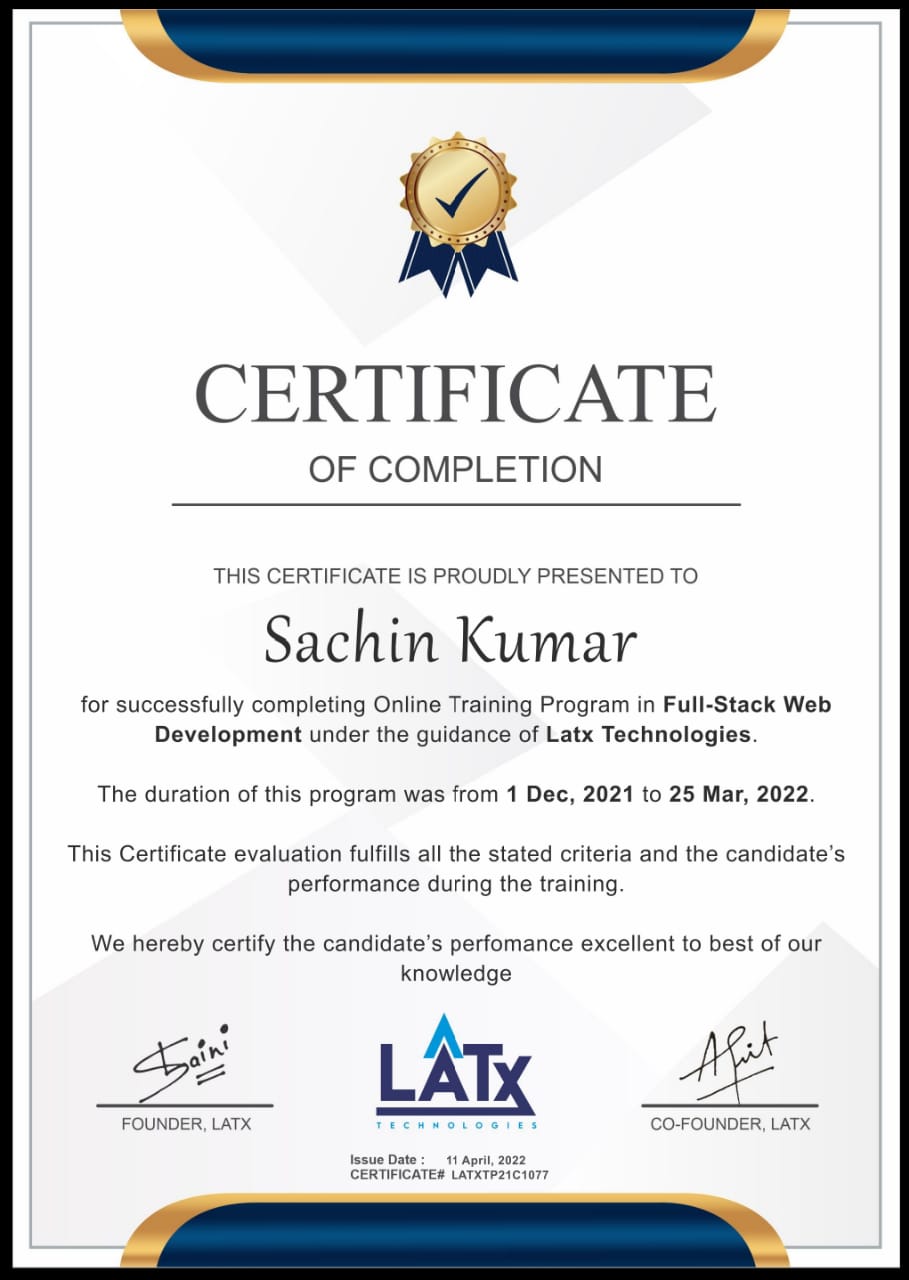 CERTIFICATE
OF COMPLETION
THIS CERTIFICATE IS PROUDLY PRESENTED TO
Sachin Kumar
for successfully completing Online Training Program in Full-Stack Web
Development under the guidance of Latx Technologies.
The duration of this program was from 1 Dec, 2021 to 25 Mar, 2022.
This Certificate evaluation fulfills all the stated criteria and the candidate’s
performance during the training.
We hereby certify the candidate’s perfomance excellent to best of our
knowledge
Saini
LATx
TECHNOLOGIES
FOUNDER, LATX
CO-FOUNDER, LATX
Issue Date : 11 April, 2022
CERTIFICATE# LATXTP21C1077